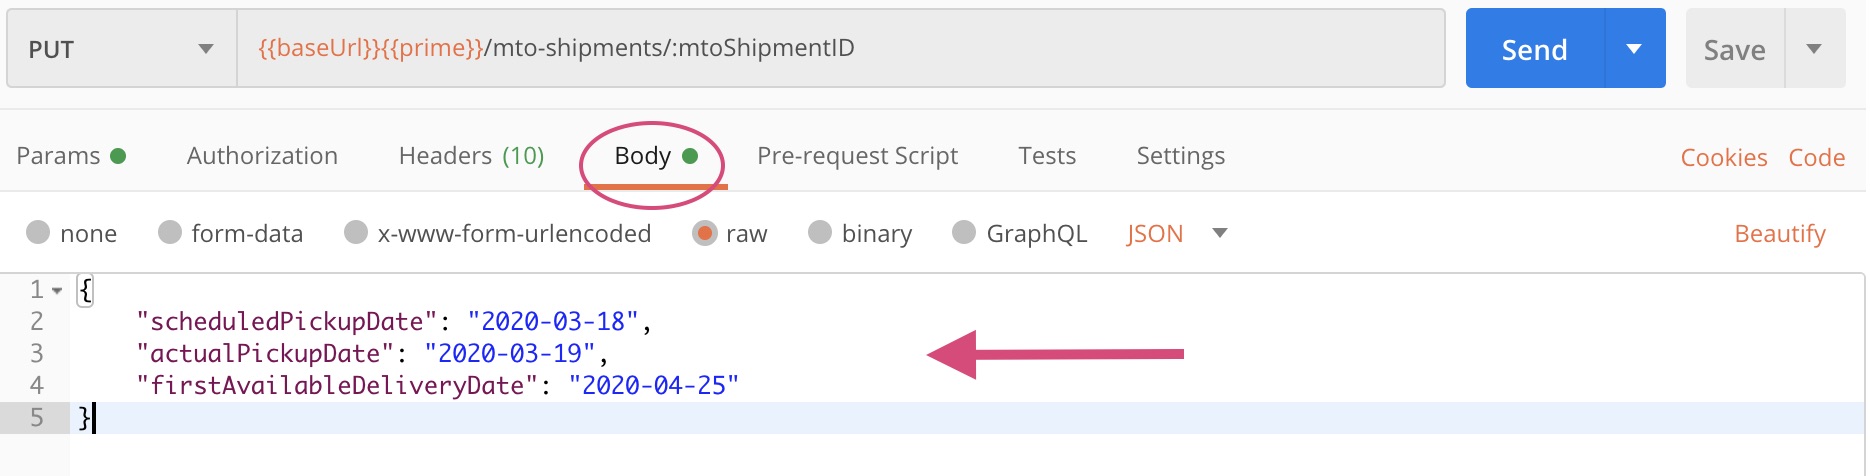 PUT {{baseUrl}}{{prime}}/mto-shipments/:mtoShipmentID Send Save
Params Authorization Headers (10) Body Pre-request Script Tests Settings Cookies Code
none form-data x-www-form-urlencoded raw binary GraphQL JSON Beautify
1 {
2 "scheduledPickupDate": "2020-03-18",
3 "actualPickupDate": "2020-03-19",
4 "firstAvailableDeliveryDate": "2020-04-25"
5 }